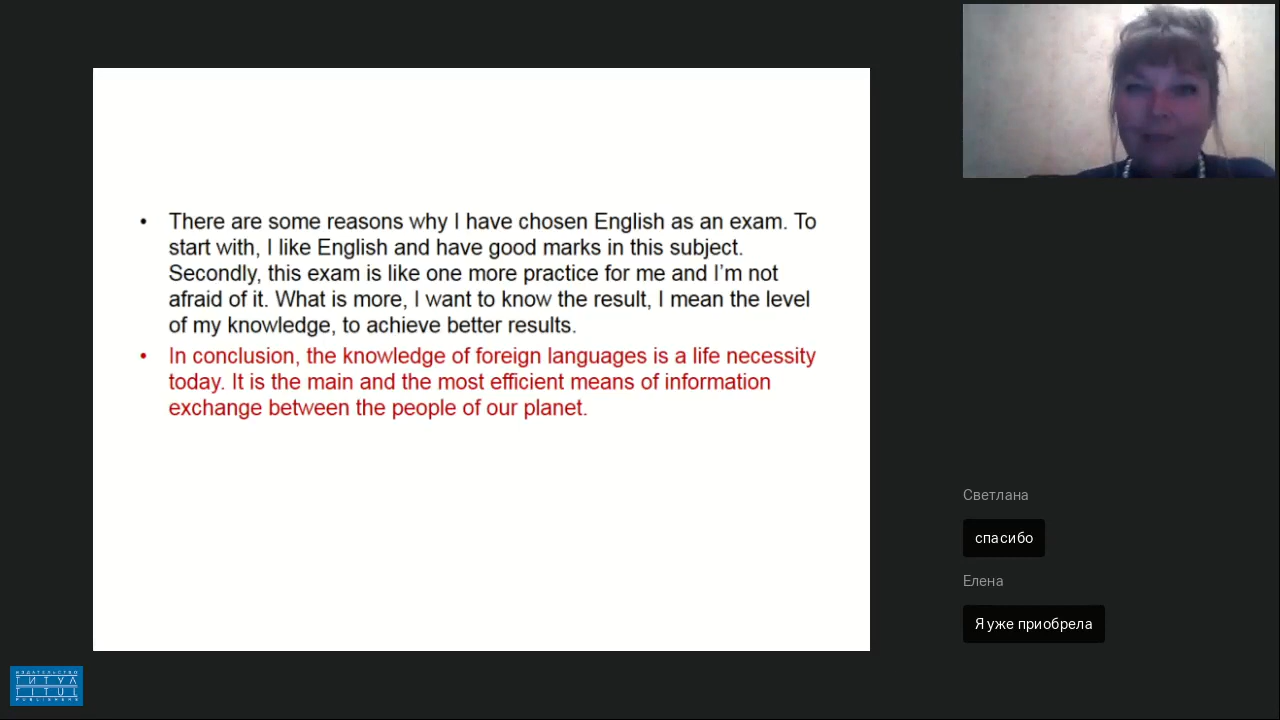 • There are some reasons why I have chosen English as an exam. To
start with, I like English and have good marks in this subject.
Secondly, this exam is like one more practice for me and I'm not
afraid of it. What is more, I want to know the result, I mean the level
of my knowledge, to achieve better results.
• In conclusion, the knowledge of foreign languages is a life necessity
today. It is the main and the most efficient means of information
exchange between the people of our planet.
Светлана
спасибо
Елена
Я уже приобрела
ИЗДАТЕЛЬСТВО
ТИТУЛ
TITUL
PUBLISHERS